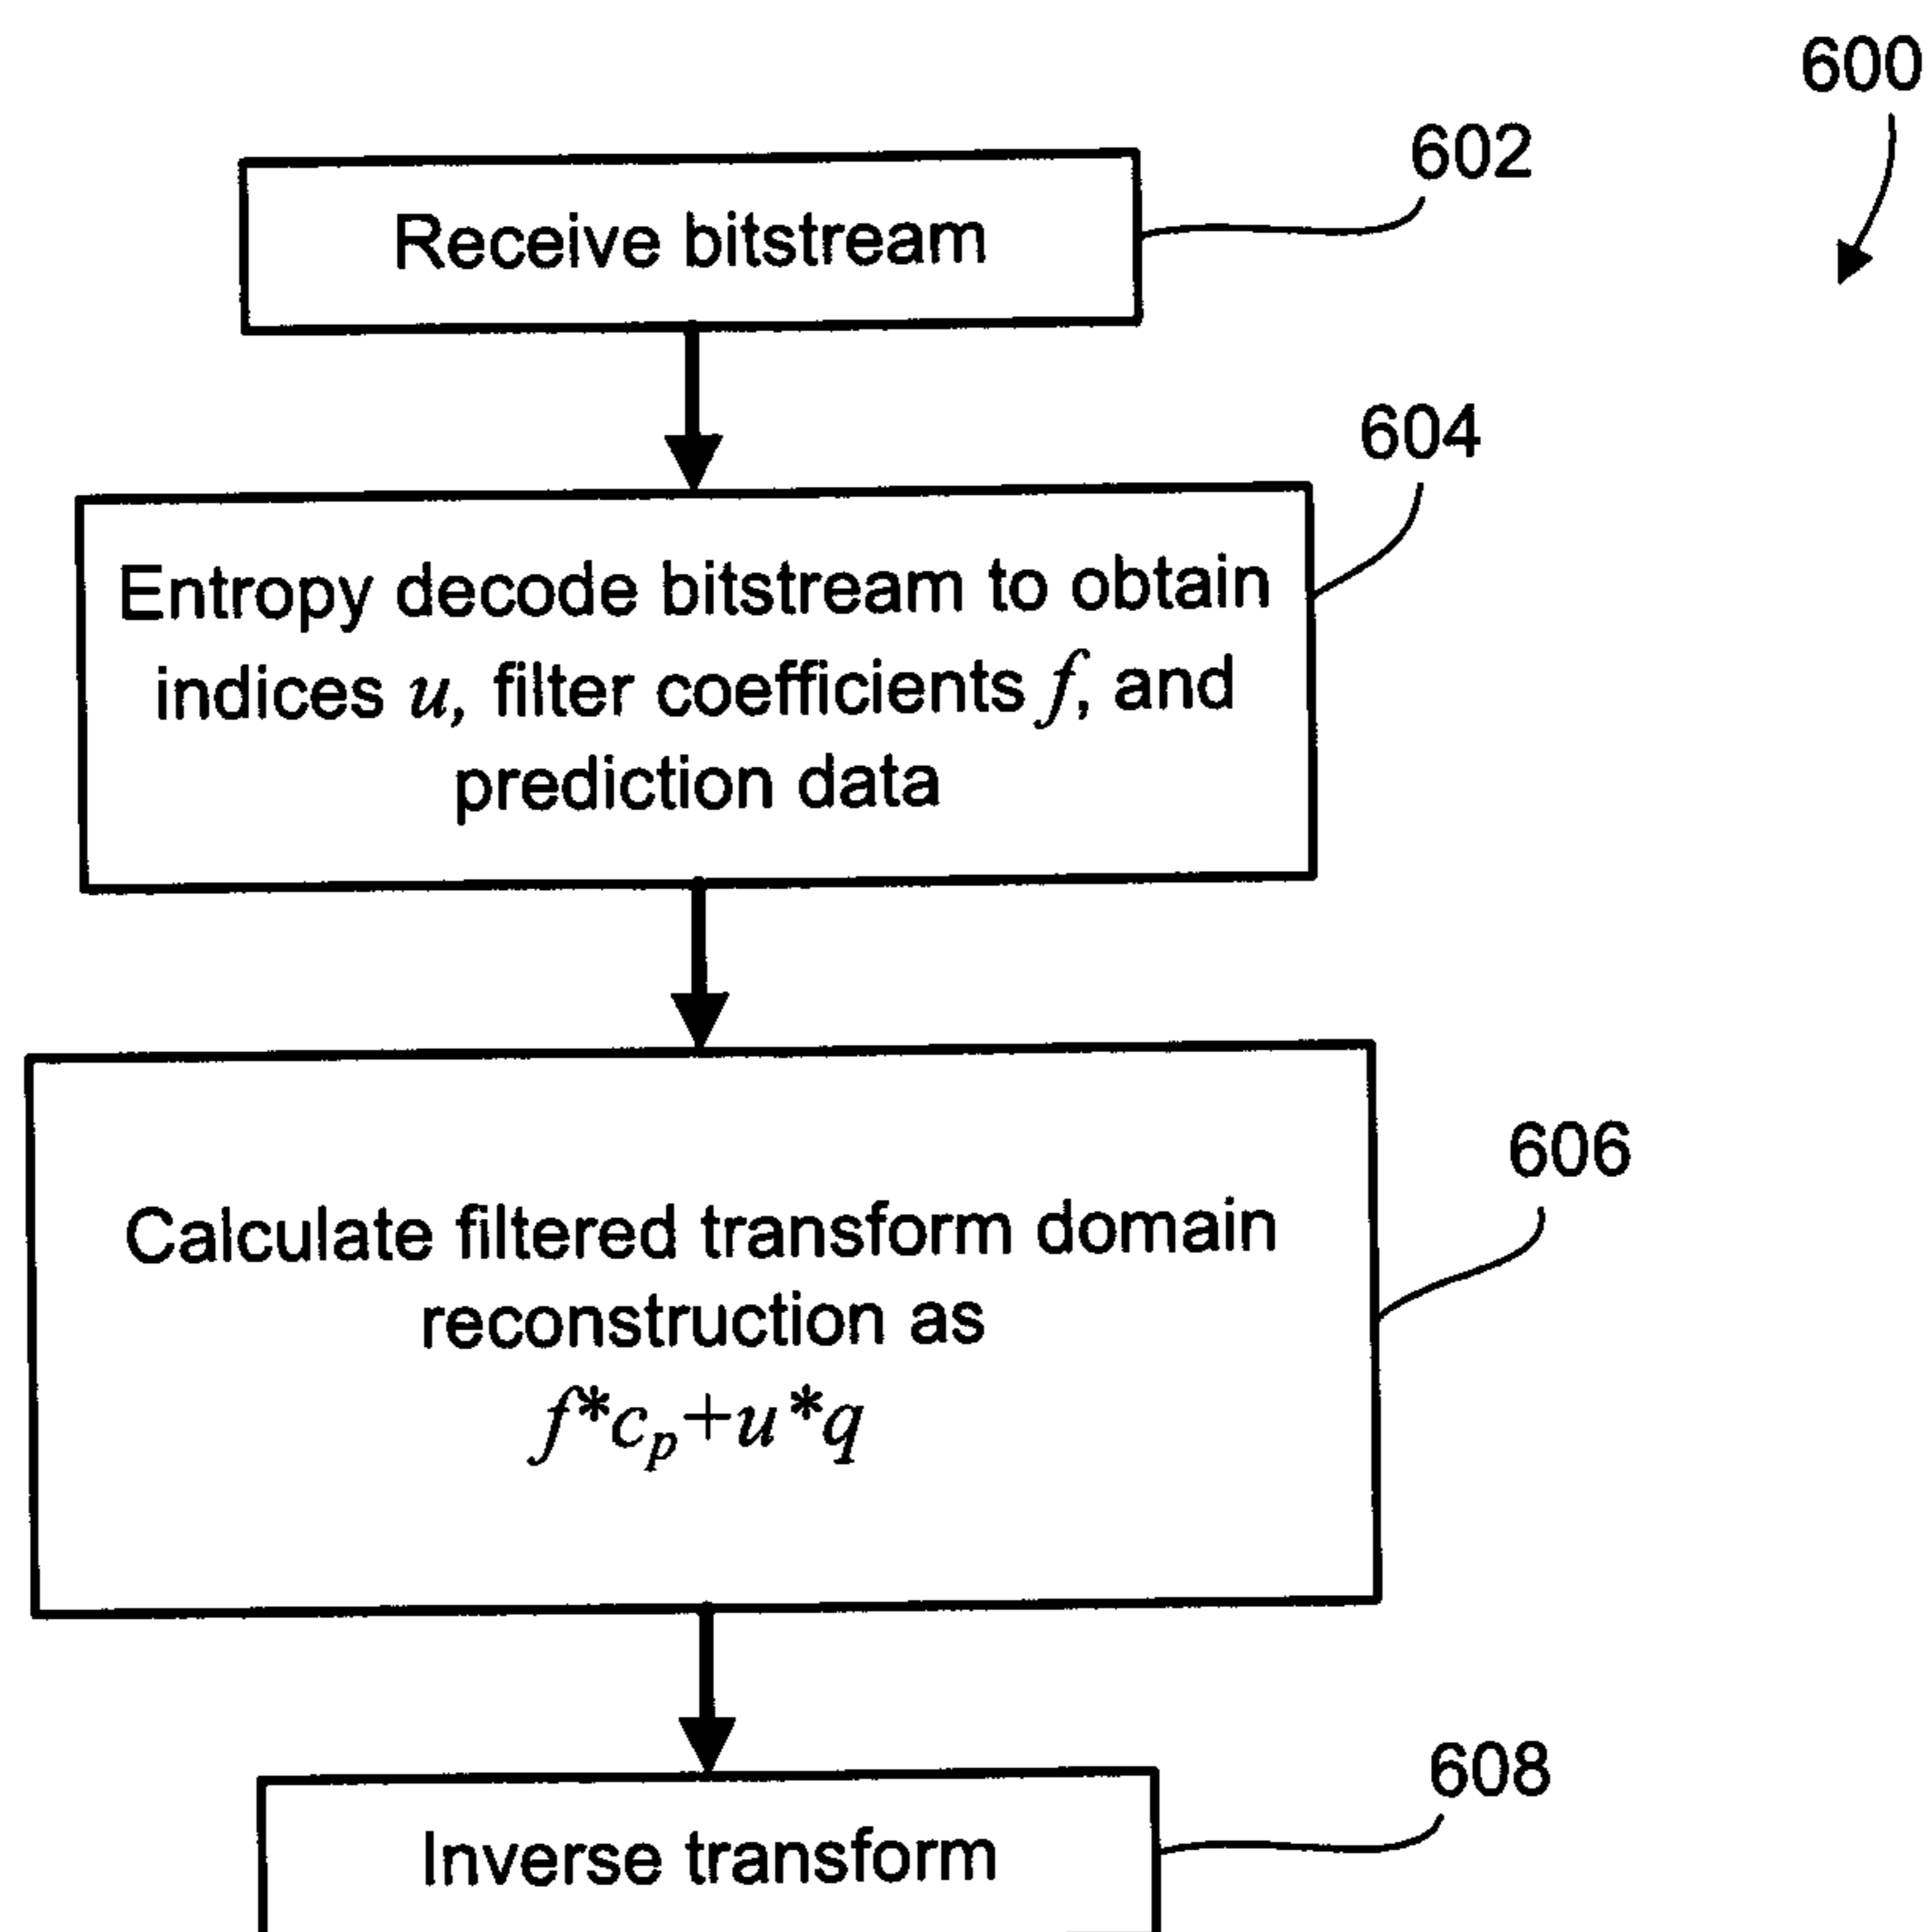 600
602
Receive bitstream
604
Entropy decode bitstream to obtain
indices u, filter coefficients f, and
prediction data
606
Calculate filtered transform domain
reconstruction as
f*cₚ+u*q
608
Inverse transform